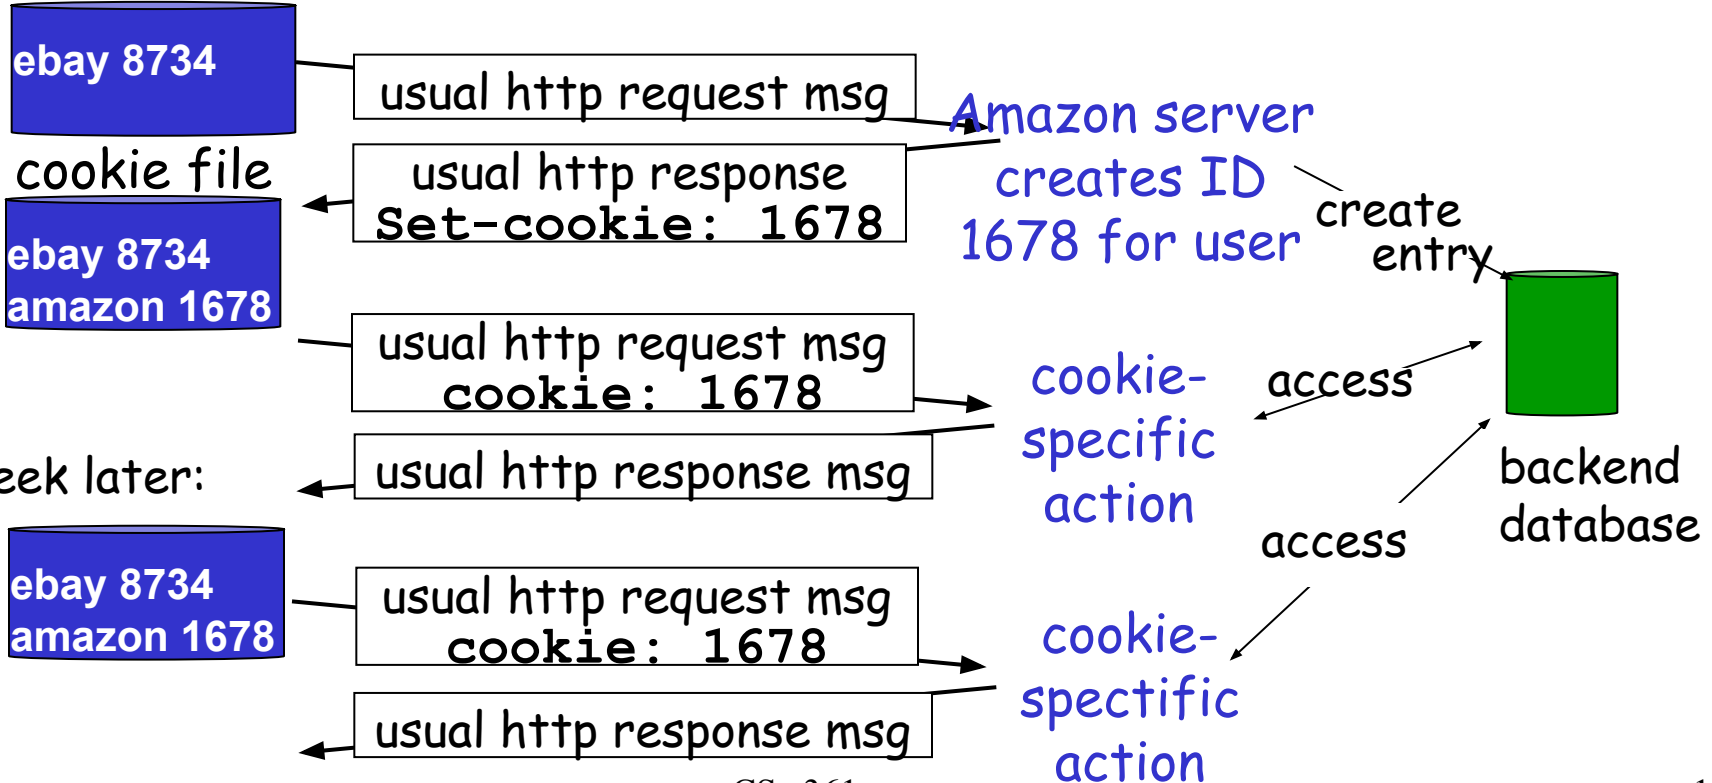 ebay 8734
usual http request msg
Amazon server
creates ID
1678 for user
cookie file
usual http response
Set-cookie: 1678
create
entry
ebay 8734
amazon 1678
usual http request msg
cookie: 1678
cookie-
specific
action
access
usual http response msg
later:
backend
database
access
ebay 8734
amazon 1678
usual http request msg
cookie: 1678
cookie-
spectific
action
usual http response msg